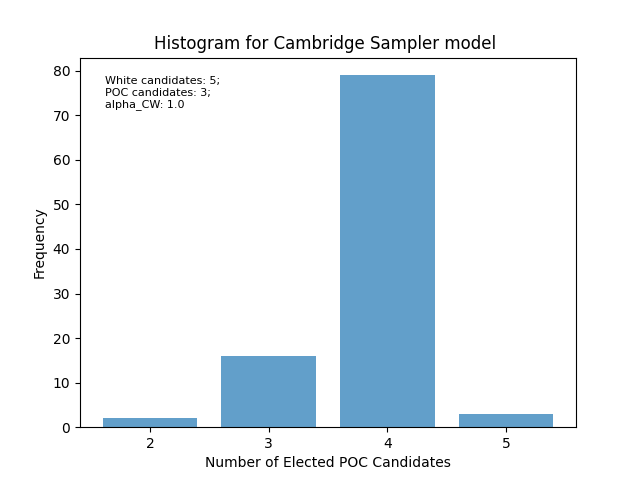 Histogram for Cambridge Sampler model
White candidates: 5;
POC candidates: 3;
alpha_CW: 1.0
80
70
60
50
40
30
20
10
0
Frequency
2 3 4 5
Number of Elected POC Candidates